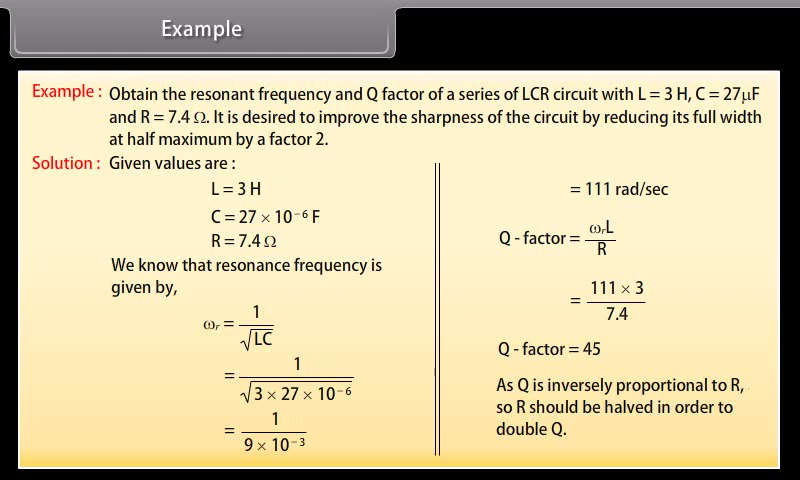 Example
Example : Obtain the resonant frequency and Q factor of a series of LCR circuit with L = 3 H, C = 27μF
and R = 7.4 Ω. It is desired to improve the sharpness of the circuit by reducing its full width
at half maximum by a factor 2.
Solution : Given values are :
L = 3 H
C = 27 × 10⁻⁶ F
R = 7.4 Ω
We know that resonance frequency is
given by,
ωᵣ = 1 / √LC
= 1 / √3 × 27 × 10⁻⁶
= 1 / 9 × 10⁻³
= 111 rad/sec
Q - factor = ωᵣL / R
= 111 × 3 / 7.4
Q - factor = 45
As Q is inversely proportional to R,
so R should be halved in order to
double Q.